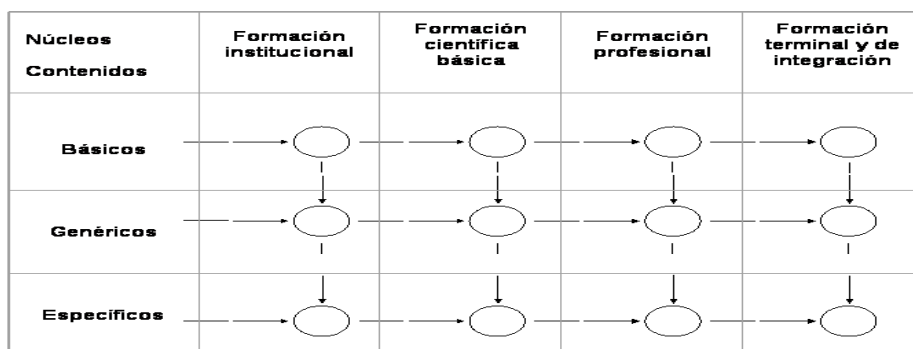 Núcleos
Contenidos
Formación
institucional
Formación
científica
básica
Formación
profesional
Formación
terminal y de
integración
Básicos
Genéricos
Específicos